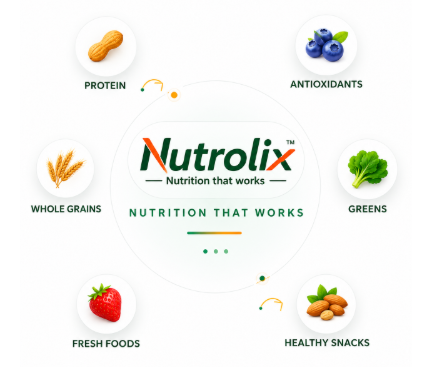 PROTEIN
ANTIOXIDANTS
Nutrolix™
Nutrition that works
WHOLE GRAINS
NUTRITION THAT WORKS
GREENS
FRESH FOODS
HEALTHY SNACKS